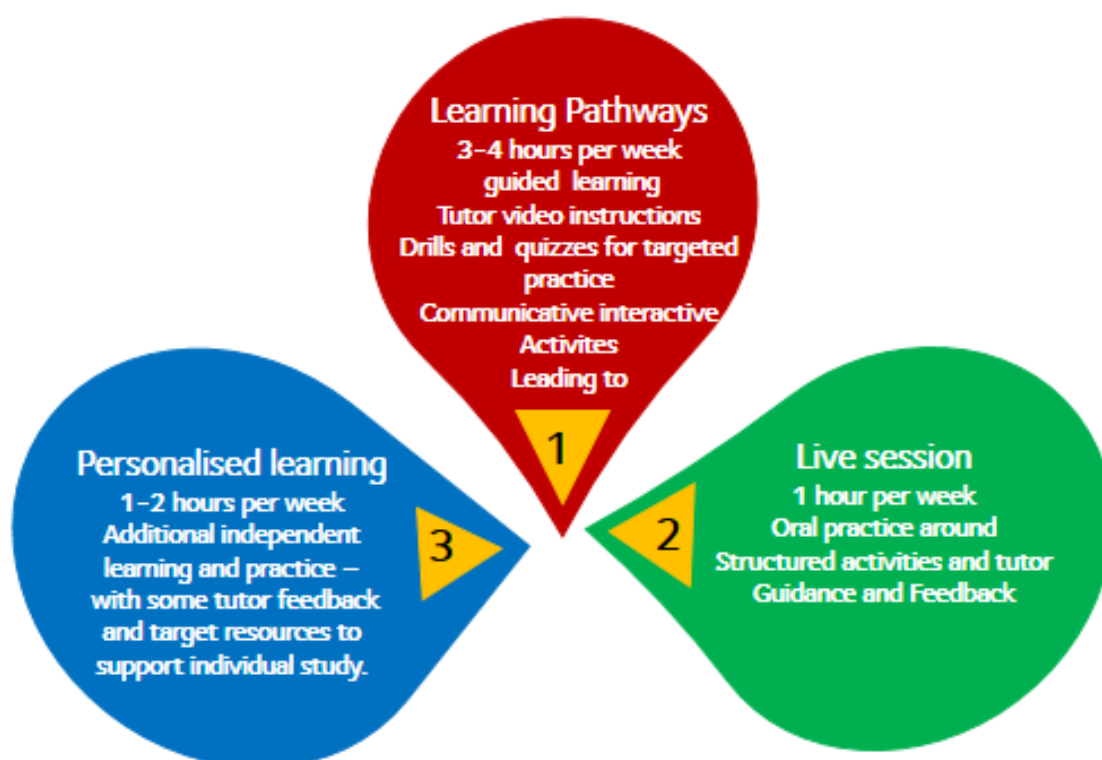 Learning Pathways
3-4 hours per week
guided learning
Tutor video instructions
Drills and quizzes for targeted
practice
Communicative interactive
Activites
Leading to
1
Live session
1 hour per week
Oral practice around
Structured activities and tutor
Guidance and Feedback
2
Personalised learning
1-2 hours per week
Additional independent
learning and practice –
with some tutor feedback
and target resources to
support individual study.
3